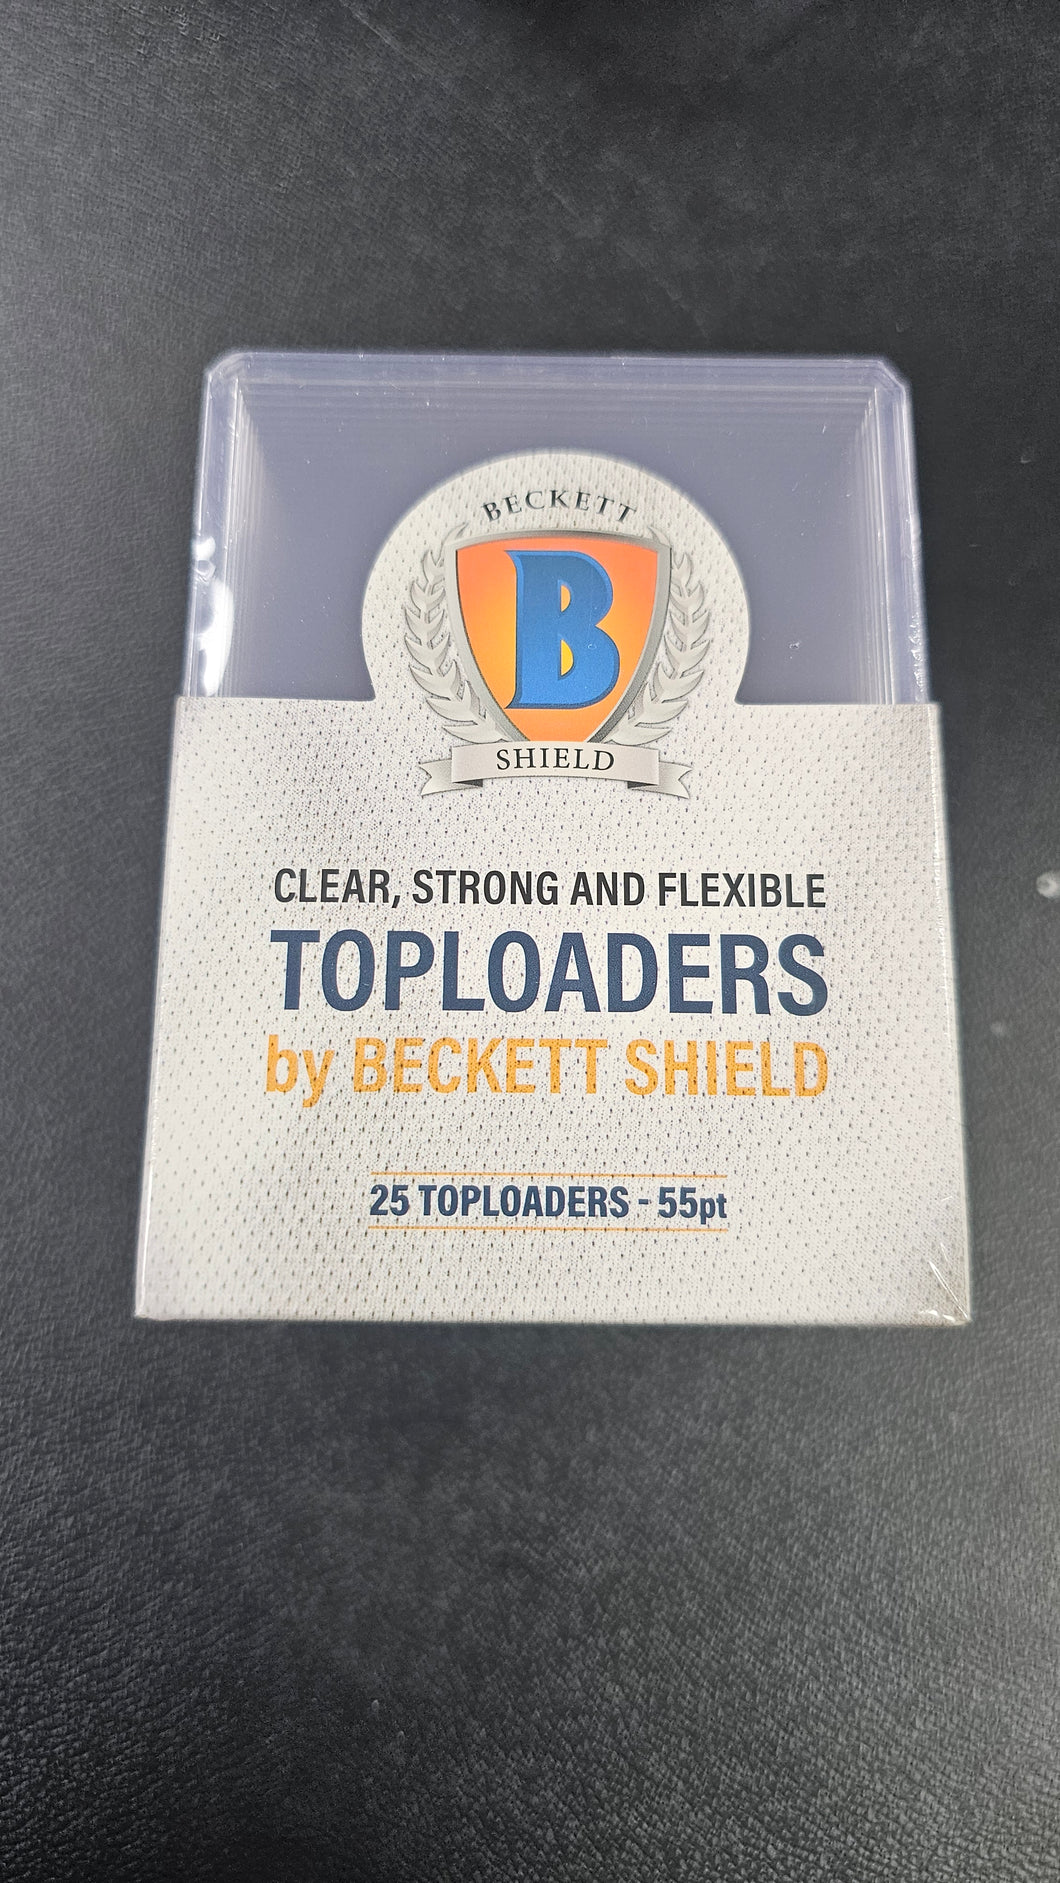 BECKETT
B
SHIELD
CLEAR, STRONG AND FLEXIBLE
TOPLOADERS
by BECKETT SHIELD
25 TOPLOADERS - 55pt